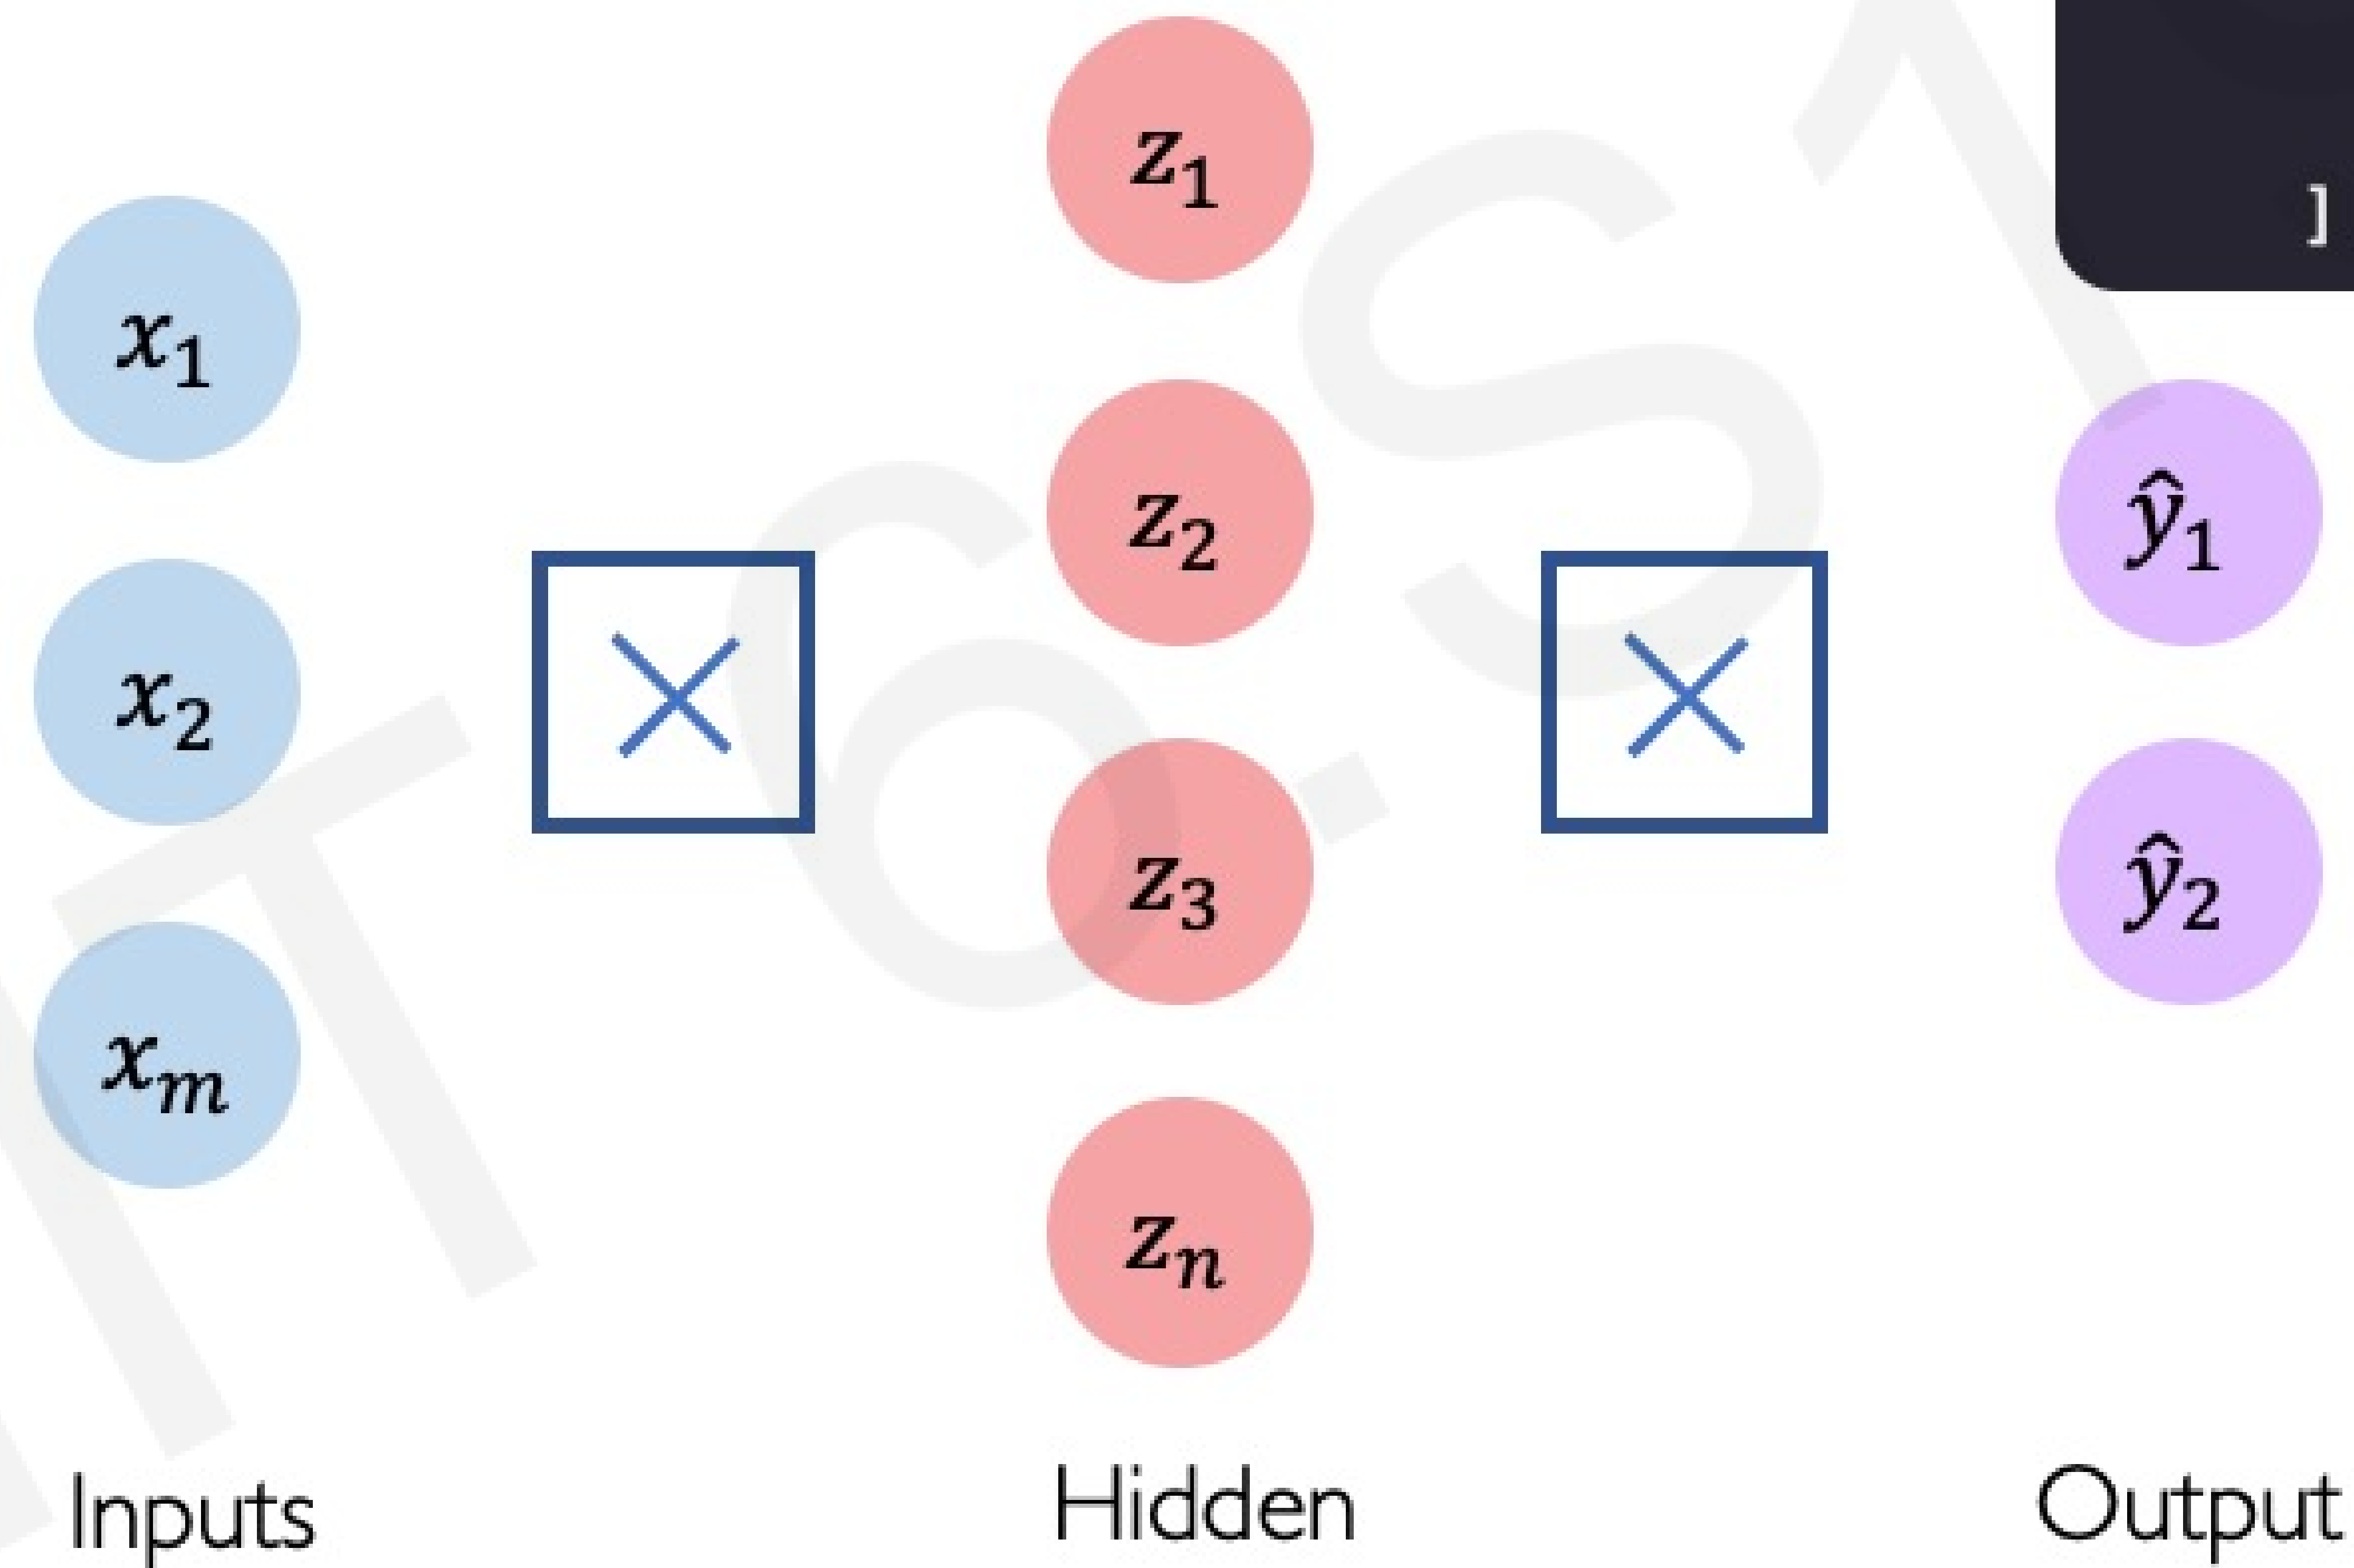 z₁
x₁
]
z₂
ŷ₁
x₂
z₃
ŷ₂
xₘ
zₙ
Inputs Hidden Output